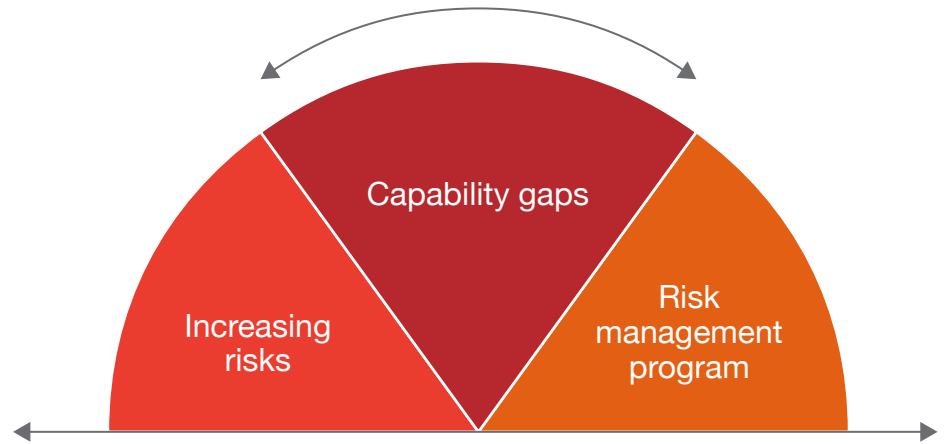 Capability gaps
Increasing
risks
Risk
management
program